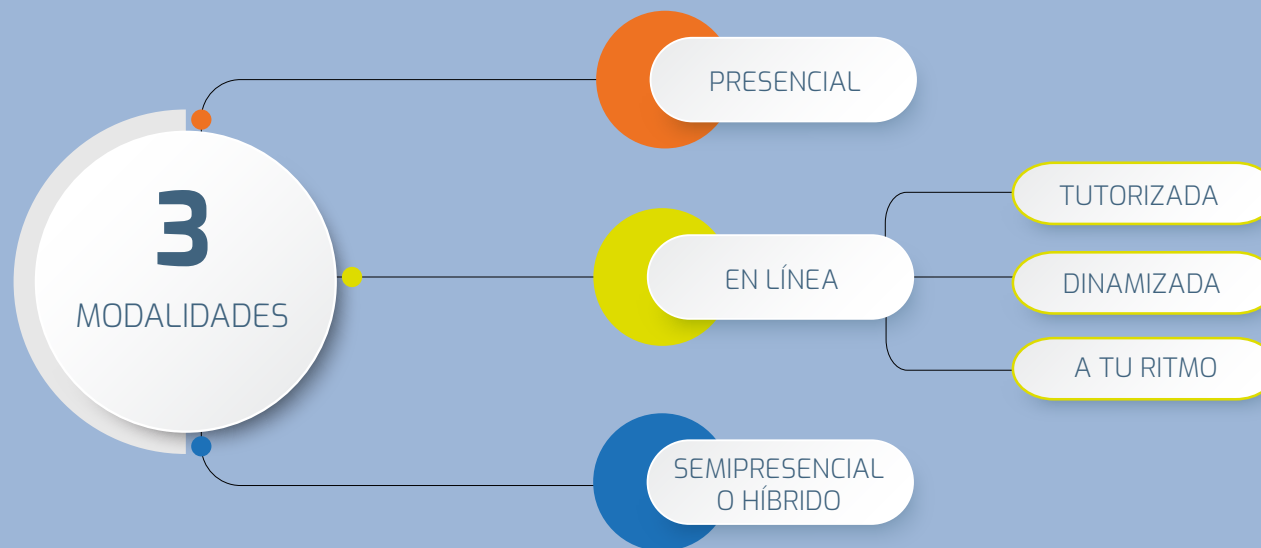 3
MODALIDADES
PRESENCIAL
EN LÍNEA
TUTORIZADA
DINAMIZADA
A TU RITMO
SEMIPRESENCIAL
O HÍBRIDO